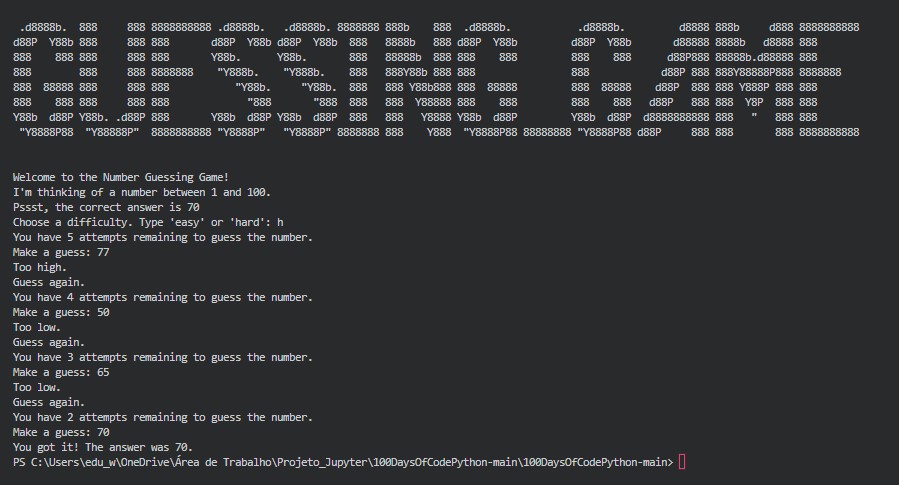 GUESSING GAME
Welcome to the Number Guessing Game!
I'm thinking of a number between 1 and 100.
Pssst, the correct answer is 70
Choose a difficulty. Type 'easy' or 'hard': h
You have 5 attempts remaining to guess the number.
Make a guess: 77
Too high.
Guess again.
You have 4 attempts remaining to guess the number.
Make a guess: 50
Too low.
Guess again.
You have 3 attempts remaining to guess the number.
Make a guess: 65
Too low.
Guess again.
You have 2 attempts remaining to guess the number.
Make a guess: 70
You got it! The answer was 70.
PS C:\Users\edu_w\OneDrive\Área de Trabalho\Projeto_Jupyter\100DaysOfCodePython-main\100DaysOfCodePython-main>